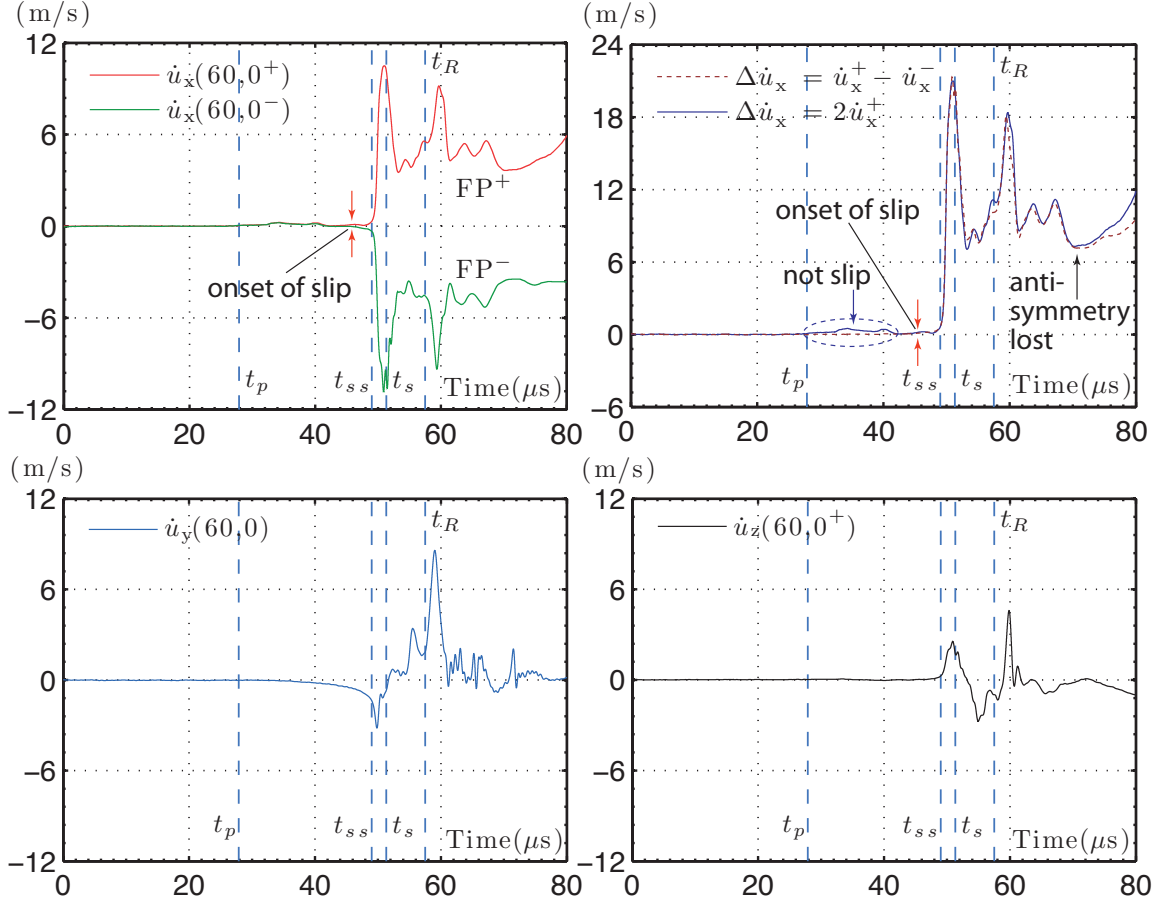 (m/s)
12
6
0
−6
−12
0 20 40 60 80
u̇x(60,0+)
u̇x(60,0−)
tR
FP+
FP−
onset of slip
tp tss ts Time(μs)
(m/s)
24
18
12
6
0
−6
0 20 40 60 80
Δu̇x = u̇x+ − u̇x−
Δu̇x = 2u̇x+
tR
onset of slip
not slip
anti-
symmetry
lost
tp tss ts Time(μs)
(m/s)
12
6
0
−6
−12
0 20 40 60 80
u̇y(60,0)
tR
tp tss ts Time(μs)
(m/s)
12
6
0
−6
−12
0 20 40 60 80
u̇z(60,0+)
tR
tp tss ts Time(μs)